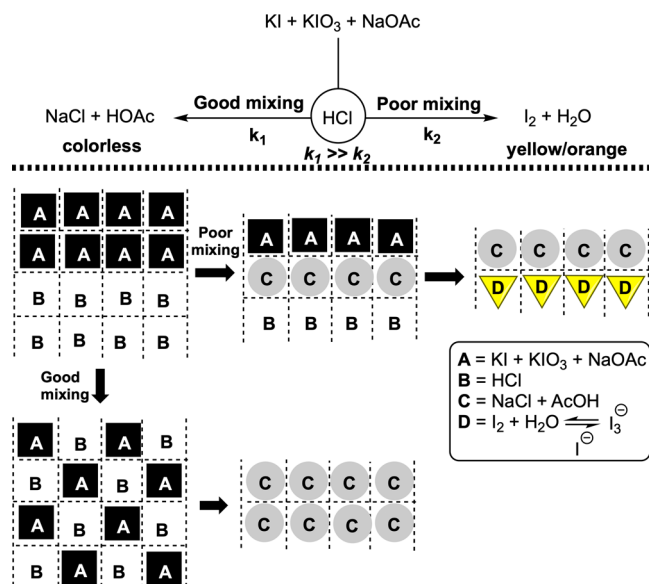 KI + KIO3 + NaOAc
NaCl + HOAc
colorless
Good mixing
k1
HCl
k1 >> k2
Poor mixing
k2
I2 + H2O
yellow/orange
A A A A
A A A A
B B B B
B B B B
Poor
mixing
A A A A
C C C C
B B B B
C C C C
D D D D
Good
mixing
A B A B
B A B A
A B A B
B A B A
C C C C
C C C C
A = KI + KIO3 + NaOAc
B = HCl
C = NaCl + AcOH
D = I2 + H2O ⇌ I3⊖
I⊖